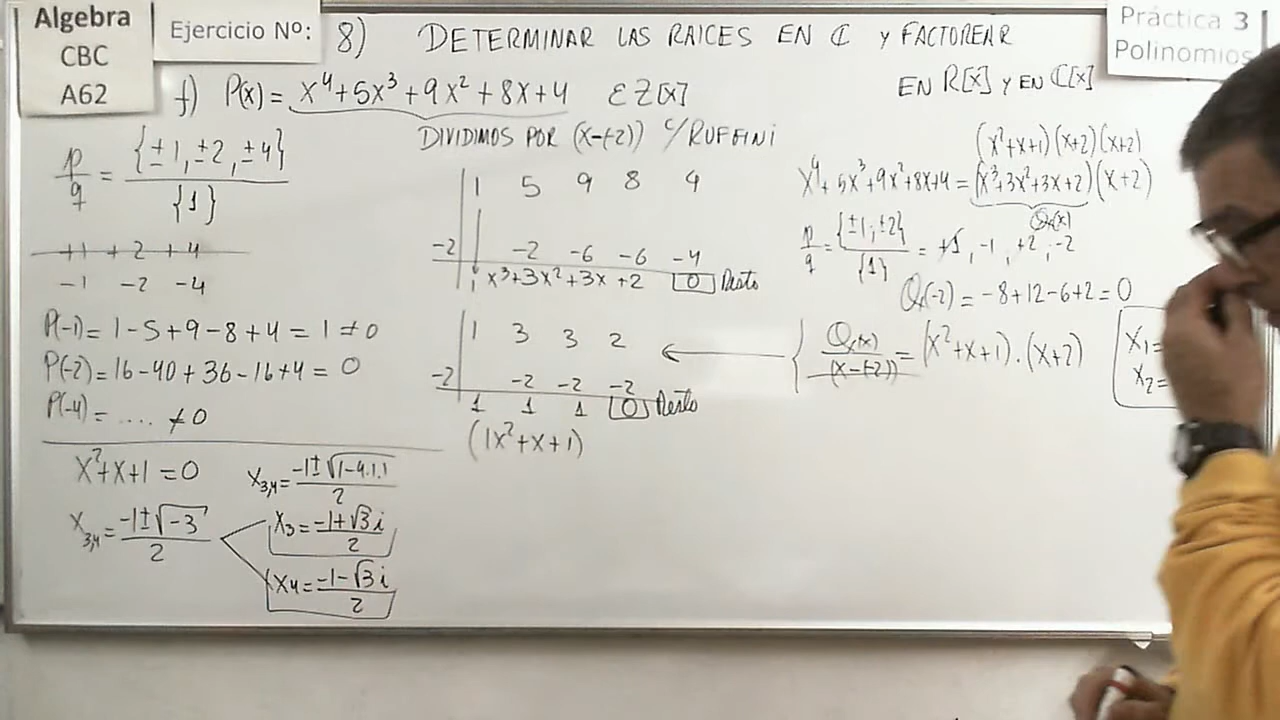 Algebra
CBC
A62
Ejercicio Nº:
8) DETERMINAR LAS RAICES EN ℂ Y FACTOREAR
EN R[x] Y EN ℂ[x]
Práctica 3
Polinomios
f) P(x) = x⁴+5x³+9x²+8x+4 ∈ Z[x]
p/q = {±1, ±2, ±4} / {1}
+1 +2 +4
-1 -2 -4
P(-1) = 1-5+9-8+4 = 1 ≠ 0
P(-2) = 16-40+36-16+4 = 0
P(-4) = .... ≠ 0
x²+x+1 = 0
x₃,₄ = (-1±√(1-4.1.1))/2
x₃,₄ = (-1±√-3)/2
x₃ = (-1+√3 i)/2
x₄ = (-1-√3 i)/2
DIVIDIMOS POR (x-(-2)) C/RUFFINI
1 5 9 8 4
-2 -2 -6 -6 -4
1x³+3x²+3x+2 0 Resto
1 3 3 2
-2 -2 -2 -2
1 1 1 0 Resto
(1x²+x+1)
(x²+x+1)(x+2)(x+2)
x⁴+5x³+9x²+8x+4 = (x³+3x²+3x+2)(x+2)
Q(x)
p/q = {±1, ±2} / {1} = +1, -1, +2, -2
Q(-2) = -8+12-6+2 = 0
Q(x)/(x-(-2)) = (x²+x+1).(x+2)
x₁=
x₂=